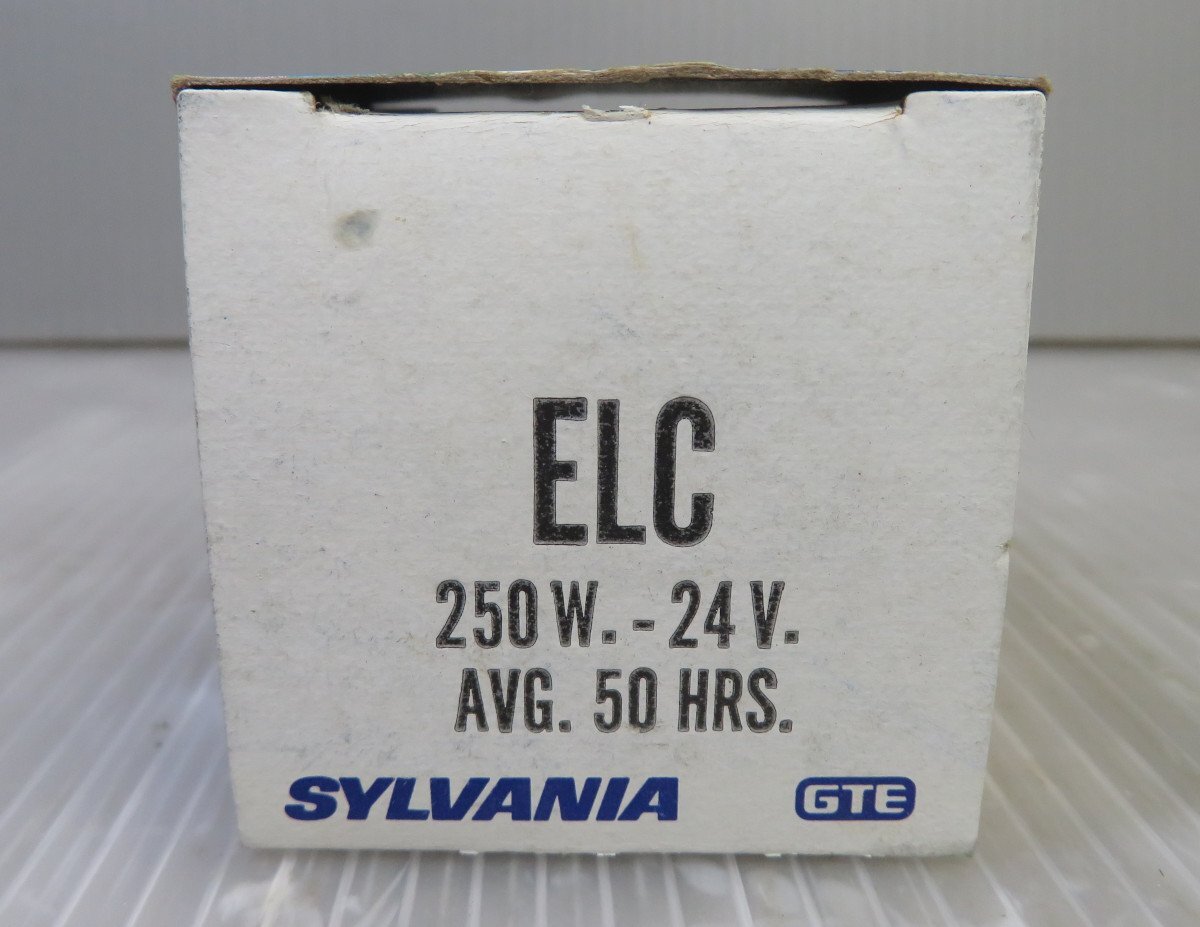 ELC
250 W. - 24 V.
AVG. 50 HRS.
SYLVANIA GTE